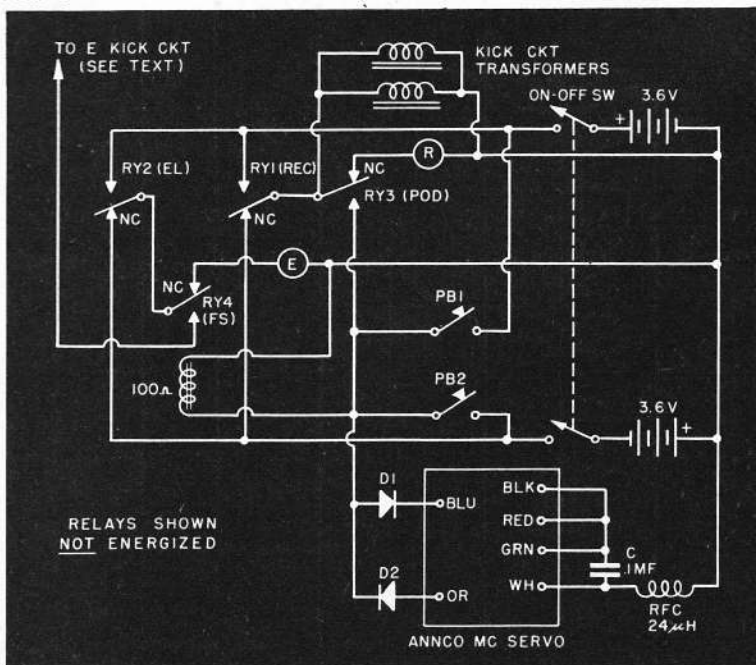 TO E KICK CKT
(SEE TEXT)
KICK CKT
TRANSFORMERS
ON-OFF SW
3.6V
+
RY2 (EL)
RY1 (REC)
NC
R
RY3 (POD)
NC
NC
NC
E
RY4
(FS)
PB1
100Ω
PB2
3.6V
+
D1
BLU
BLK
RED
GRN
WH
C
.1MF
RELAYS SHOWN
NOT ENERGIZED
D2
OR
RFC
24μH
ANNCO MC SERVO